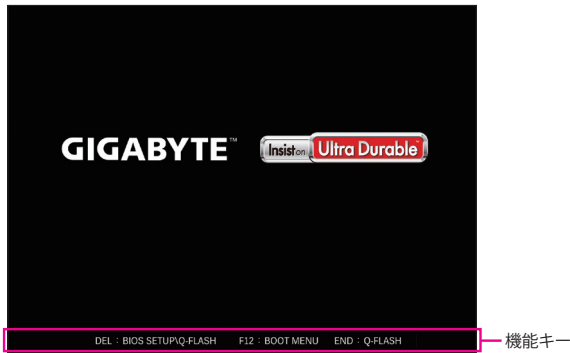 GIGABYTE™
Insist on Ultra Durable™
DEL : BIOS SETUP\Q-FLASH F12 : BOOT MENU END : Q-FLASH
機能キー